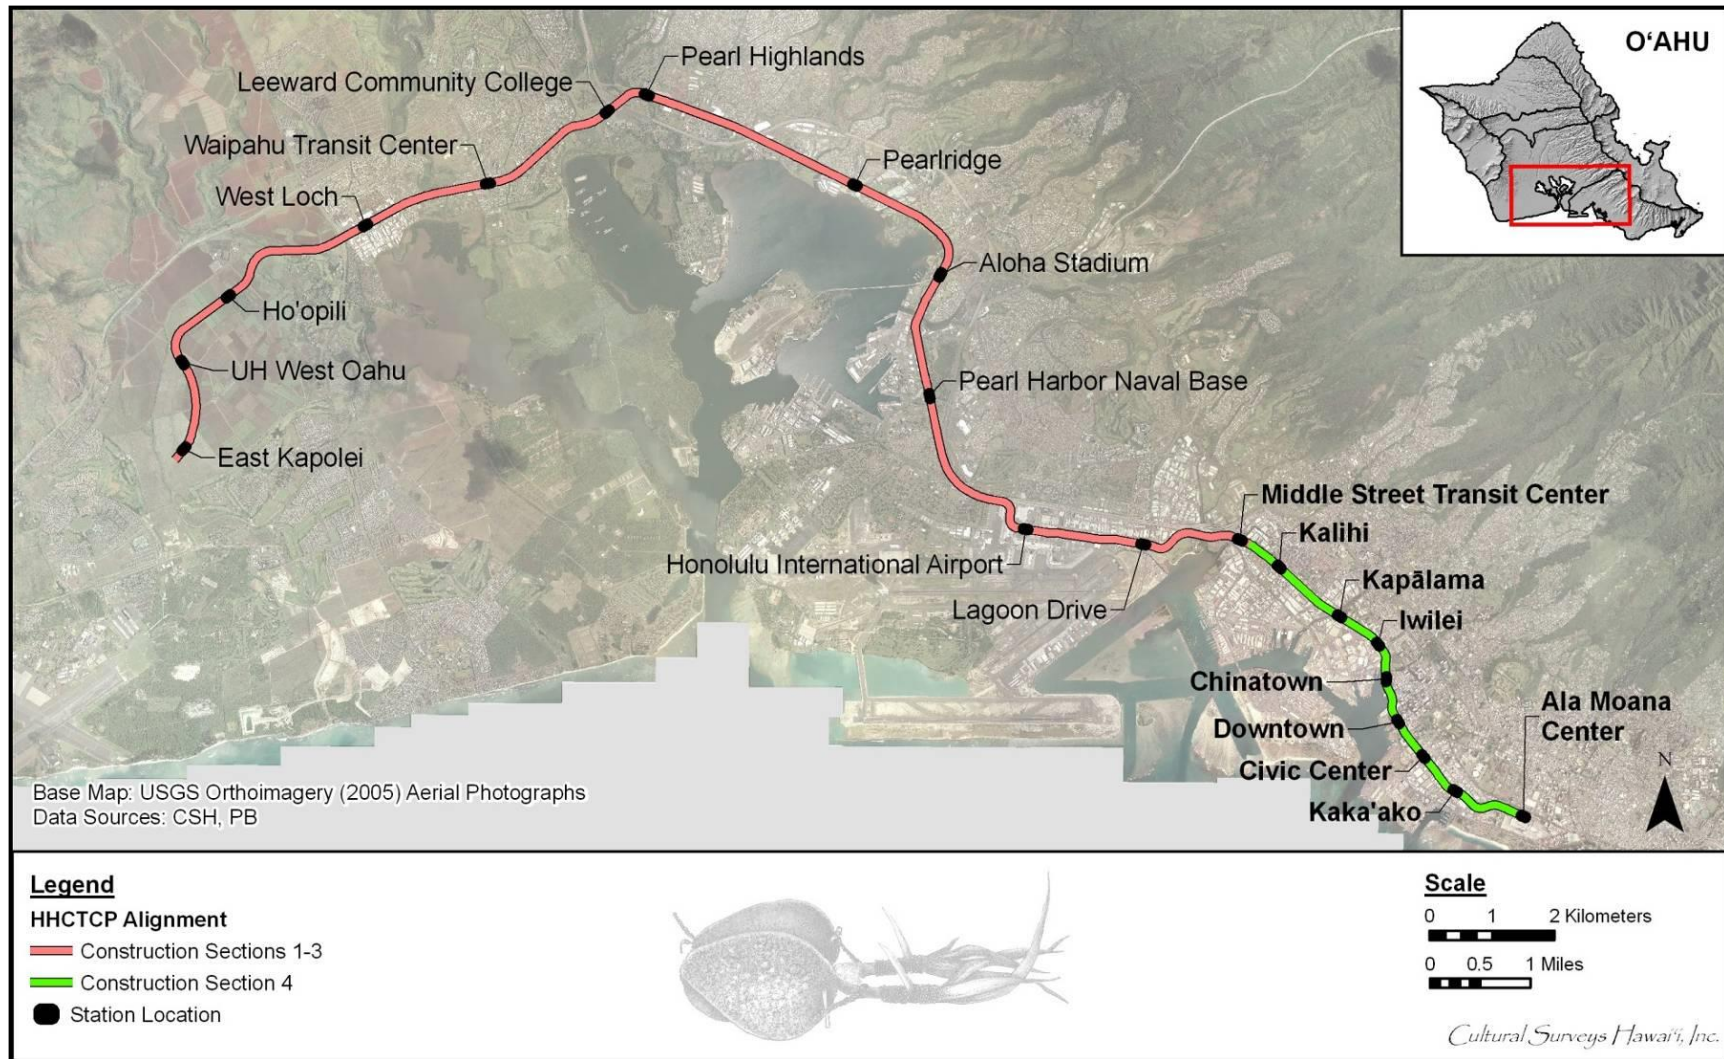 O‘AHU
Pearl Highlands
Leeward Community College
Waipahu Transit Center
Pearlridge
West Loch
Aloha Stadium
Ho'opili
UH West Oahu
Pearl Harbor Naval Base
East Kapolei
Middle Street Transit Center
Kalihi
Honolulu International Airport
Kapālama
Lagoon Drive
Iwilei
Chinatown
Ala Moana
Center
Downtown
Civic Center
Kaka'ako
N
Base Map: USGS Orthoimagery (2005) Aerial Photographs
Data Sources: CSH, PB
Legend
HHCTCP Alignment
Construction Sections 1-3
Construction Section 4
Station Location
Scale
0 1 2 Kilometers
0 0.5 1 Miles
Cultural Surveys Hawai‘i, Inc.